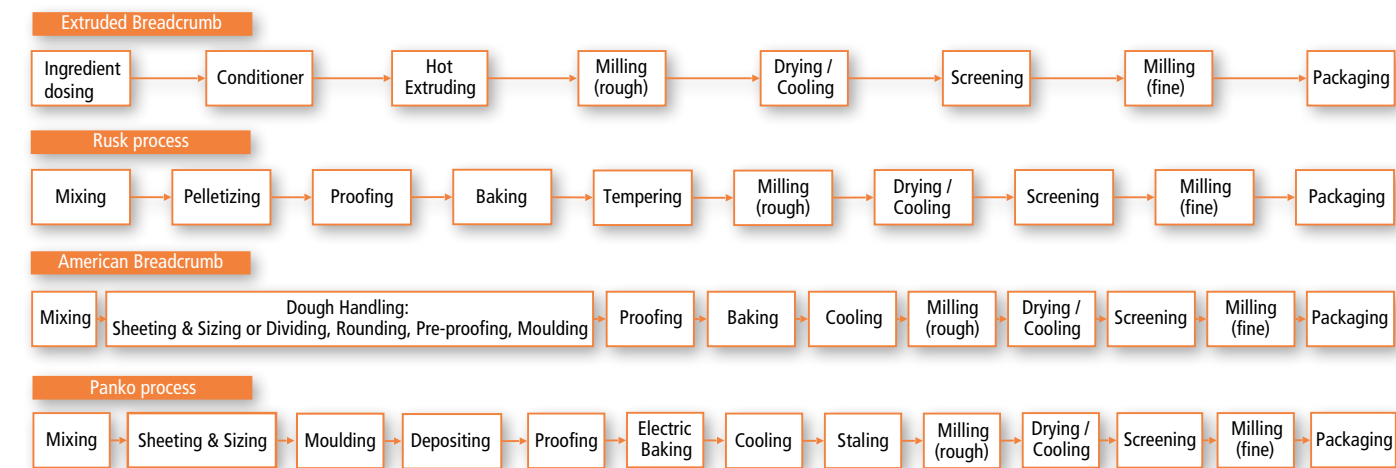 Extruded Breadcrumb
Ingredient
dosing
Conditioner
Hot
Extruding
Milling
(rough)
Drying /
Cooling
Screening
Milling
(fine)
Packaging
Rusk process
Mixing
Pelletizing
Proofing
Baking
Tempering
Milling
(rough)
Drying /
Cooling
Screening
Milling
(fine)
Packaging
American Breadcrumb
Mixing
Dough Handling:
Sheeting & Sizing or Dividing, Rounding, Pre-proofing, Moulding
Proofing
Baking
Cooling
Milling
(rough)
Drying /
Cooling
Screening
Milling
(fine)
Packaging
Panko process
Mixing
Sheeting & Sizing
Moulding
Depositing
Proofing
Electric
Baking
Cooling
Staling
Milling
(rough)
Drying /
Cooling
Screening
Milling
(fine)
Packaging